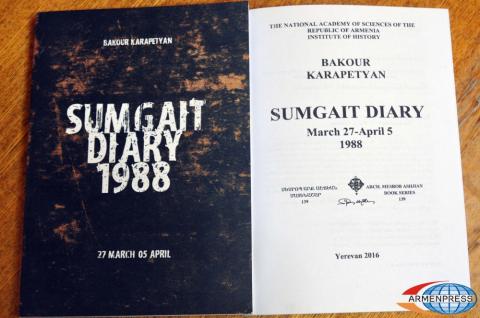 BAKOUR KARAPETYAN
SUMGAIT
DIARY
1988
27 MARCH 05 APRIL
THE NATIONAL ACADEMY OF SCIENCES OF THE
REPUBLIC OF ARMENIA
INSTITUTE OF HISTORY
BAKOUR
KARAPETYAN
SUMGAIT DIARY
March 27-April 5
1988
ARCH. MESROB ASHJIAN
BOOK SERIES
139
139
Yerevan 2016
ARMENPRESS